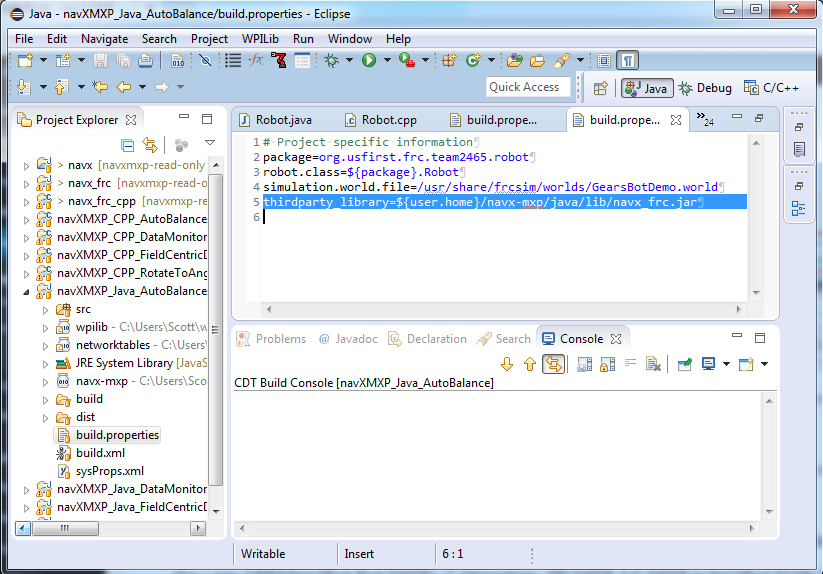 Java - navXMXP_Java_AutoBalance/build.properties - Eclipse
File Edit Navigate Search Project WPILib Run Window Help
Quick Access Java Debug C/C++
Project Explorer
> navx [navxmxp-read-only
> navx_frc [navxmxp-read-o
> navx_frc_cpp [navxmxp-re
navXMXP_CPP_AutoBalance
navXMXP_CPP_DataMonitor
navXMXP_CPP_FieldCentricD
navXMXP_CPP_RotateToAng
navXMXP_Java_AutoBalance
src
wpilib - C:\Users\Scott\w
networktables - C:\Users
JRE System Library [JavaS
navx-mxp - C:\Users\Sco
build
dist
build.properties
build.xml
sysProps.xml
navXMXP_Java_DataMonitor
navXMXP_Java_FieldCentricD
Robot.java Robot.cpp build.prope... build.prope... »24
1 # Project specific information¶
2 package=org.usfirst.frc.team2465.robot¶
3 robot.class=${package}.Robot¶
4 simulation.world.file=/usr/share/frcsim/worlds/GearsBotDemo.world¶
5 thirdparty_library=${user.home}/navx-mxp/java/lib/navx_frc.jar¶
6
Problems @ Javadoc Declaration Search Console
CDT Build Console [navXMXP_Java_AutoBalance]
Writable Insert 6 : 1